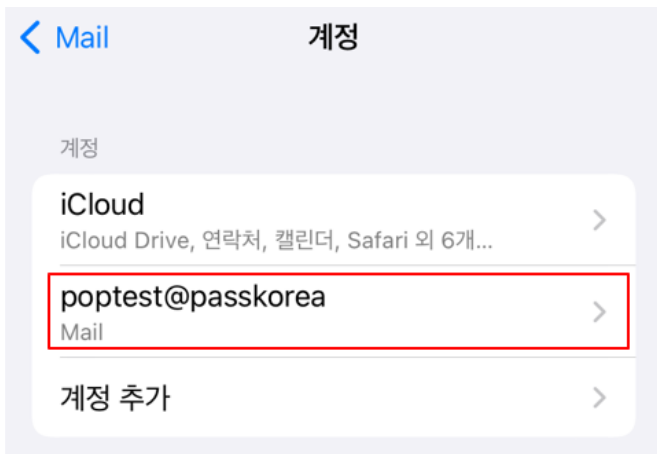 Mail
계정
계정
iCloud
iCloud Drive, 연락처, 캘린더, Safari 외 6개...
poptest@passkorea
Mail
계정 추가